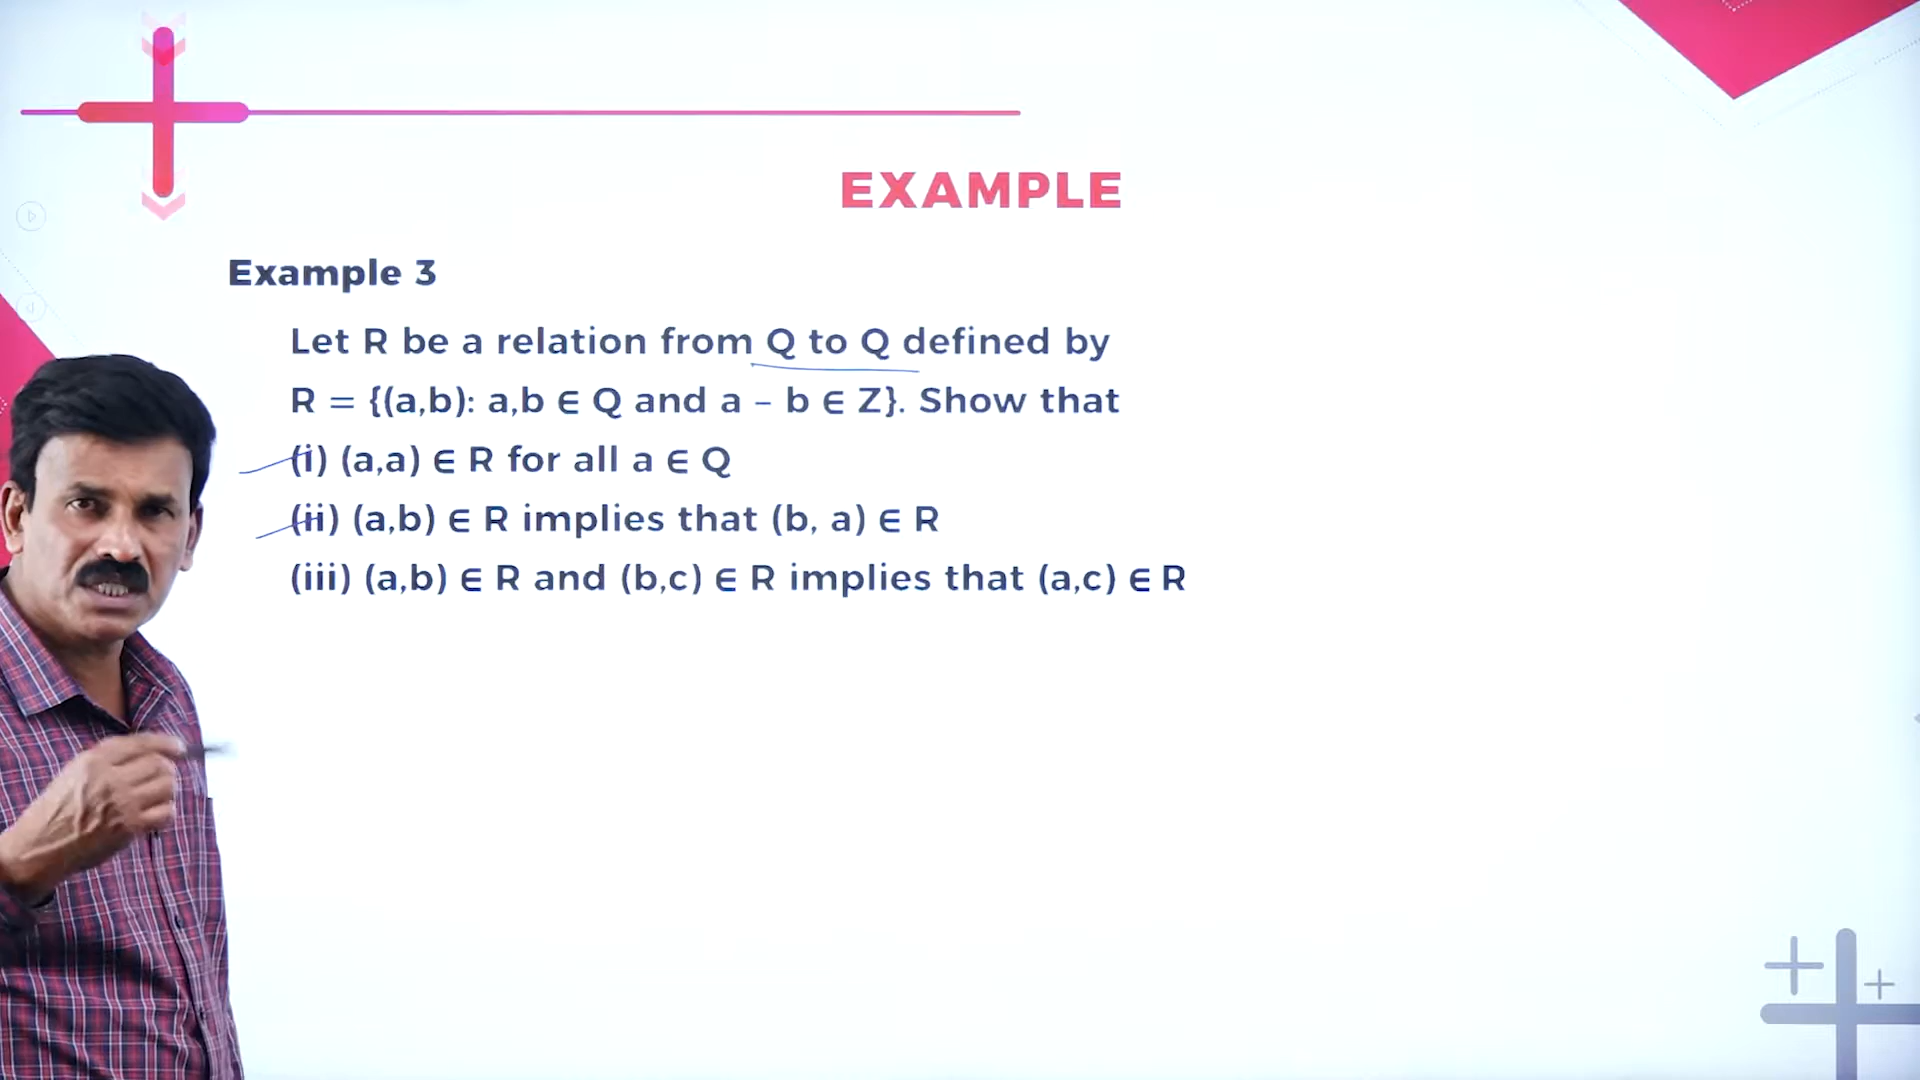 EXAMPLE
Example 3
Let R be a relation from Q to Q defined by
R = {(a,b): a,b ∈ Q and a – b ∈ Z}. Show that
(i) (a,a) ∈ R for all a ∈ Q
(ii) (a,b) ∈ R implies that (b, a) ∈ R
(iii) (a,b) ∈ R and (b,c) ∈ R implies that (a,c) ∈ R